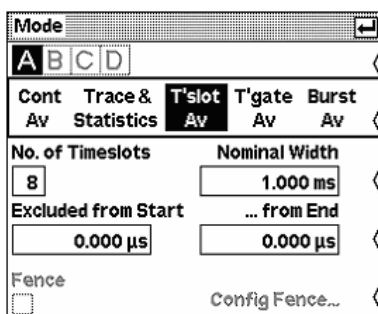 Mode
A B C D
Cont Av Trace & Statistics T'slot Av T'gate Av Burst Av
No. of Timeslots Nominal Width
8 1.000 ms
Excluded from Start ... from End
0.000 µs 0.000 µs
Fence
Config Fence...